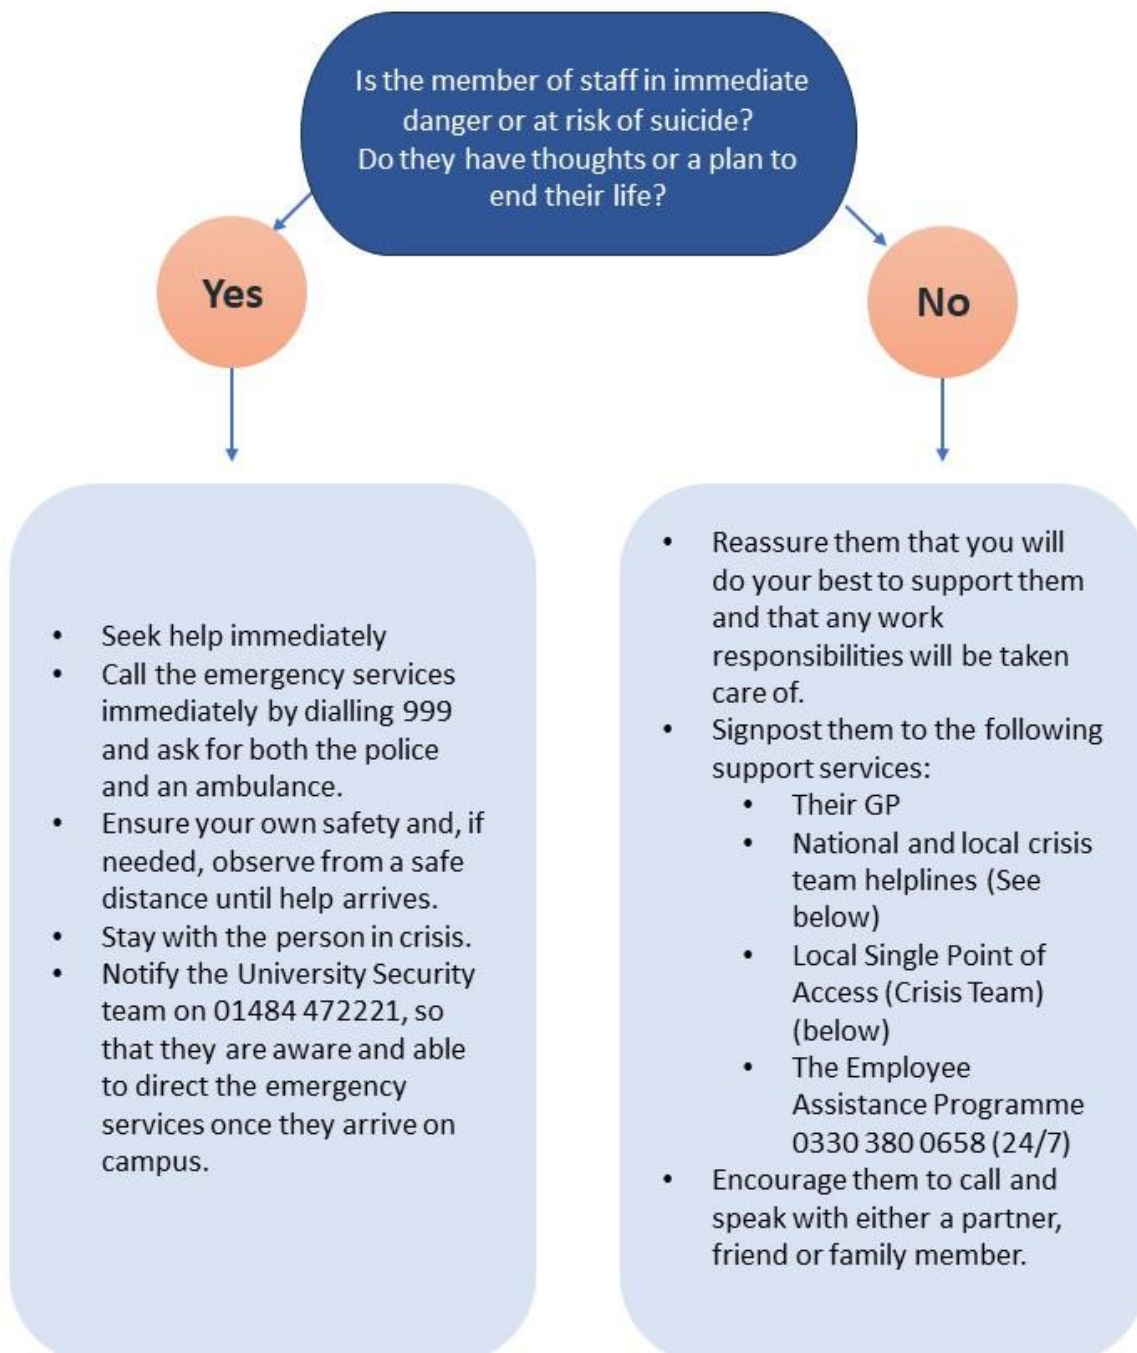 Is the member of staff in immediate
danger or at risk of suicide?
Do they have thoughts or a plan to
end their life?
Yes
No
• Seek help immediately
• Call the emergency services
immediately by dialling 999
and ask for both the police
and an ambulance.
• Ensure your own safety and, if
needed, observe from a safe
distance until help arrives.
• Stay with the person in crisis.
• Notify the University Security
team on 01484 472221, so
that they are aware and able
to direct the emergency
services once they arrive on
campus.
• Reassure them that you will
do your best to support them
and that any work
responsibilities will be taken
care of.
• Signpost them to the following
support services:
• Their GP
• National and local crisis
team helplines (See
below)
• Local Single Point of
Access (Crisis Team)
(below)
• The Employee
Assistance Programme
0330 380 0658 (24/7)
• Encourage them to call and
speak with either a partner,
friend or family member.